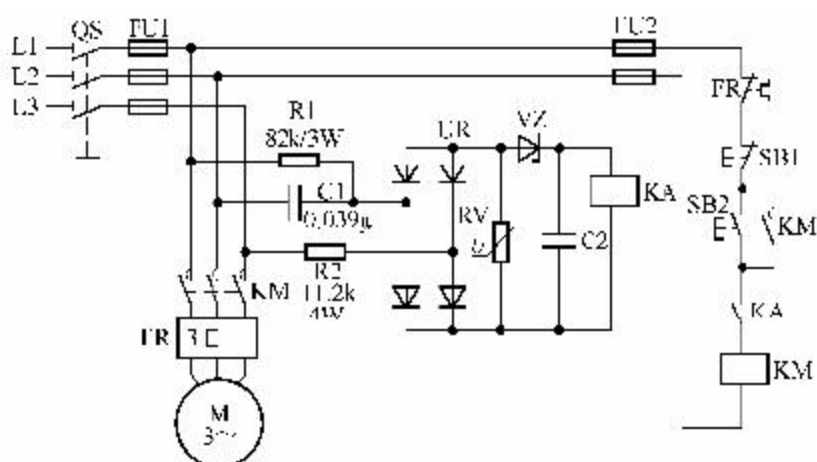 QS
FU1
FU2
L1
L2
L3
R1
82k/3W
C1
0.039μ
R2
11.2k
4W
UR
VZ
RV
U
C2
KA
FR
SB1
SB2
KM
KA
KM
KM
FR
M
3~